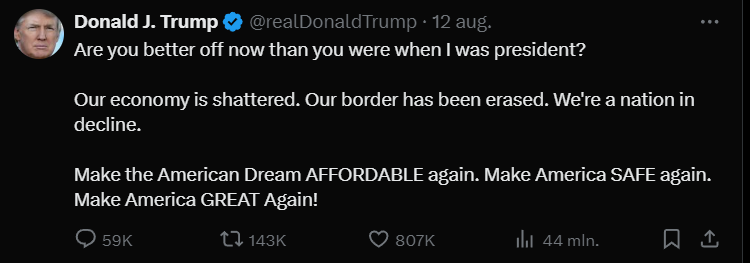 Donald J. Trump @realDonaldTrump · 12 aug.
Are you better off now than you were when I was president?
Our economy is shattered. Our border has been erased. We're a nation in
decline.
Make the American Dream AFFORDABLE again. Make America SAFE again.
Make America GREAT Again!
59K 143K 807K 44 mln.